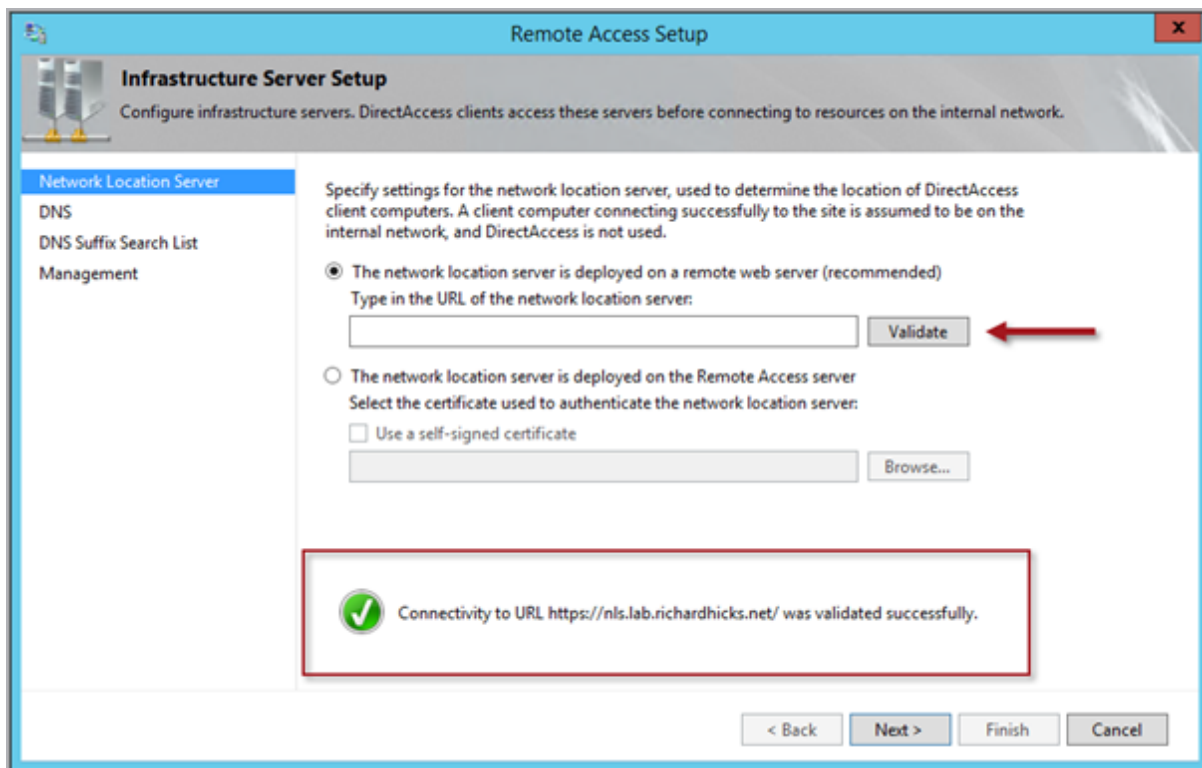 Remote Access Setup
x
Infrastructure Server Setup
Configure infrastructure servers. DirectAccess clients access these servers before connecting to resources on the internal network.
Network Location Server
DNS
DNS Suffix Search List
Management
Specify settings for the network location server, used to determine the location of DirectAccess
client computers. A client computer connecting successfully to the site is assumed to be on the
internal network, and DirectAccess is not used.
The network location server is deployed on a remote web server (recommended)
Type in the URL of the network location server:
Validate
The network location server is deployed on the Remote Access server
Select the certificate used to authenticate the network location server:
Use a self-signed certificate
Browse...
Connectivity to URL https://nls.lab.richardhicks.net/ was validated successfully.
< Back
Next >
Finish
Cancel